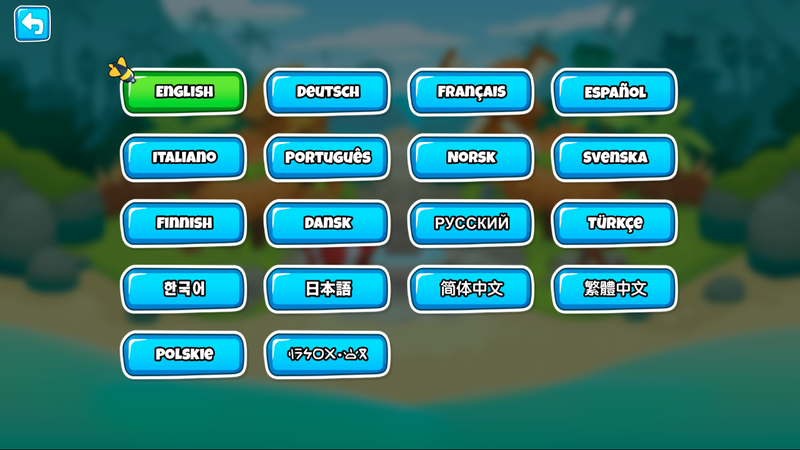 ENGLISH
DEUTSCH
FRANÇAIS
ESPAÑOL
ITALIANO
PORTUGUÊS
NORSK
SVENSKA
FINNISH
DANSK
РУССКИЙ
TÜRKÇE
한국어
日本語
简体中文
繁體中文
POLSKIE